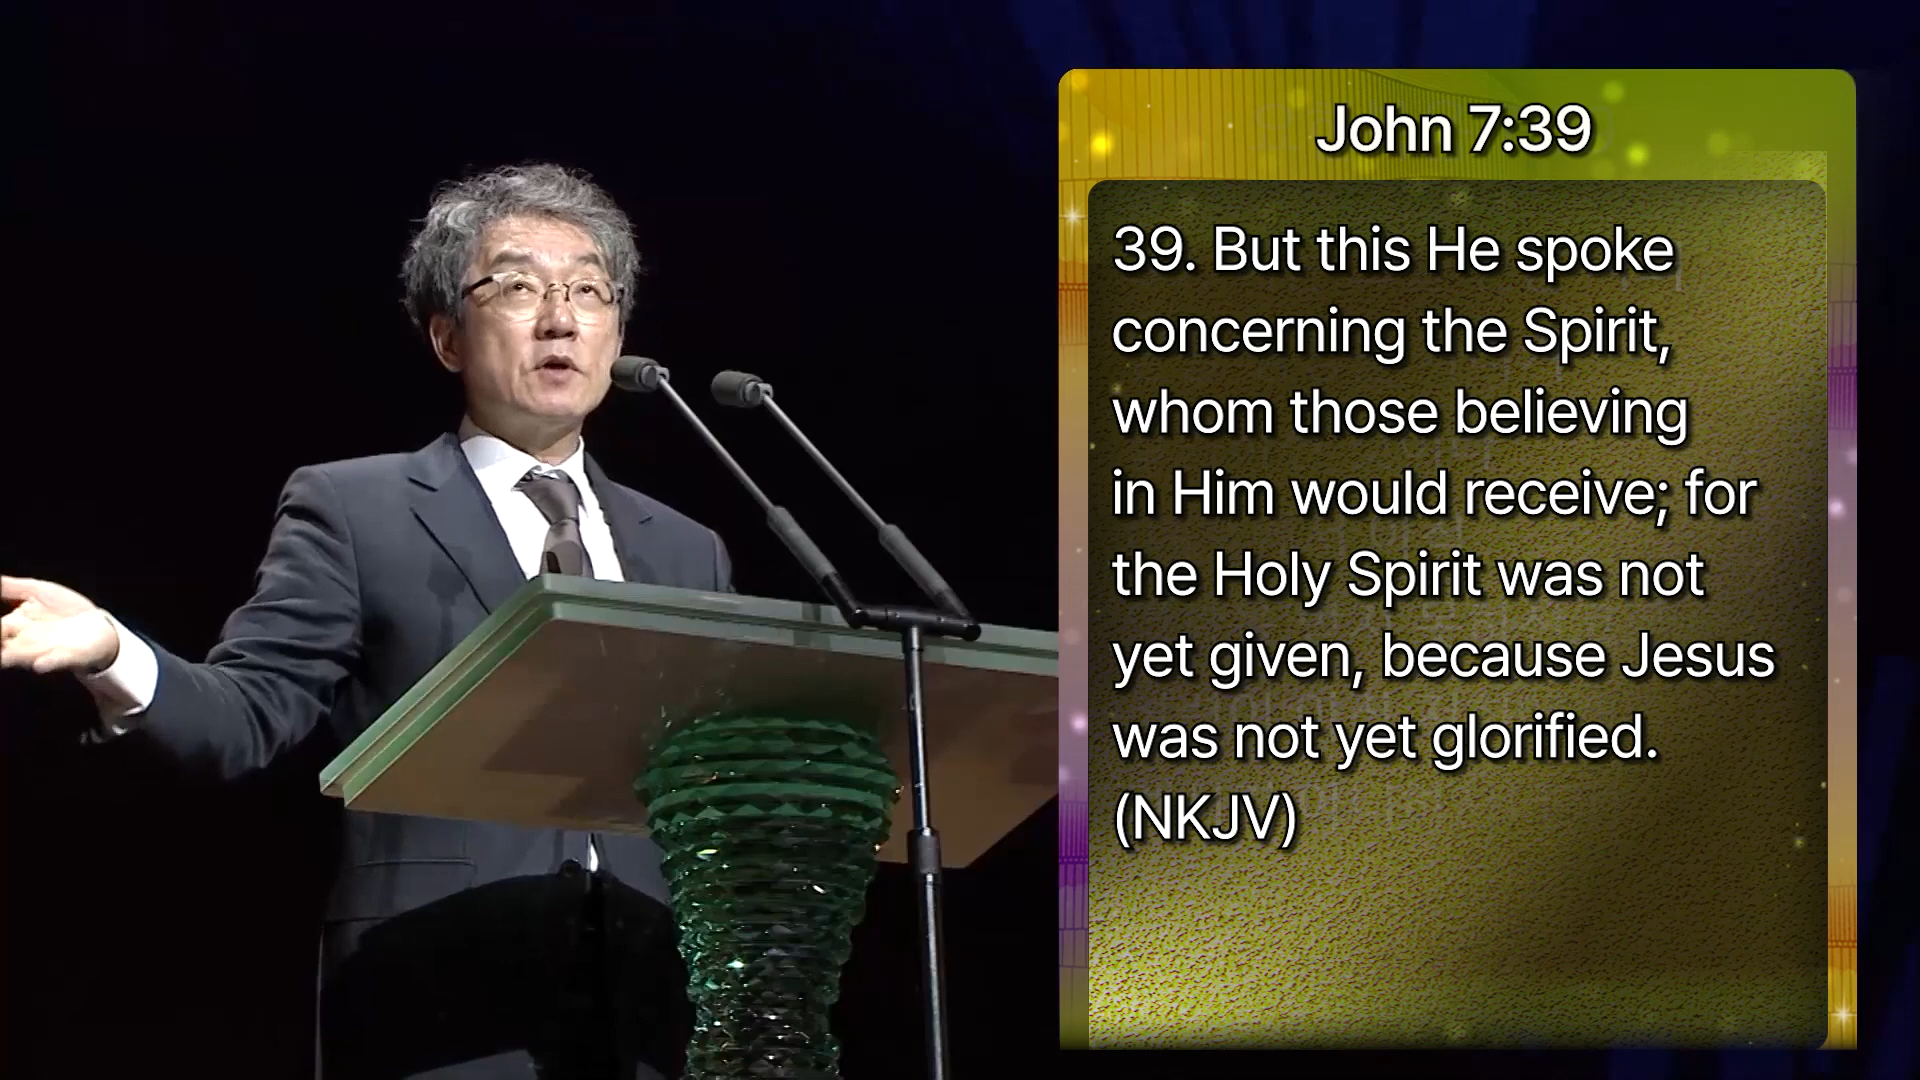 John 7:39
39. But this He spoke
concerning the Spirit,
whom those believing
in Him would receive; for
the Holy Spirit was not
yet given, because Jesus
was not yet glorified.
(NKJV)